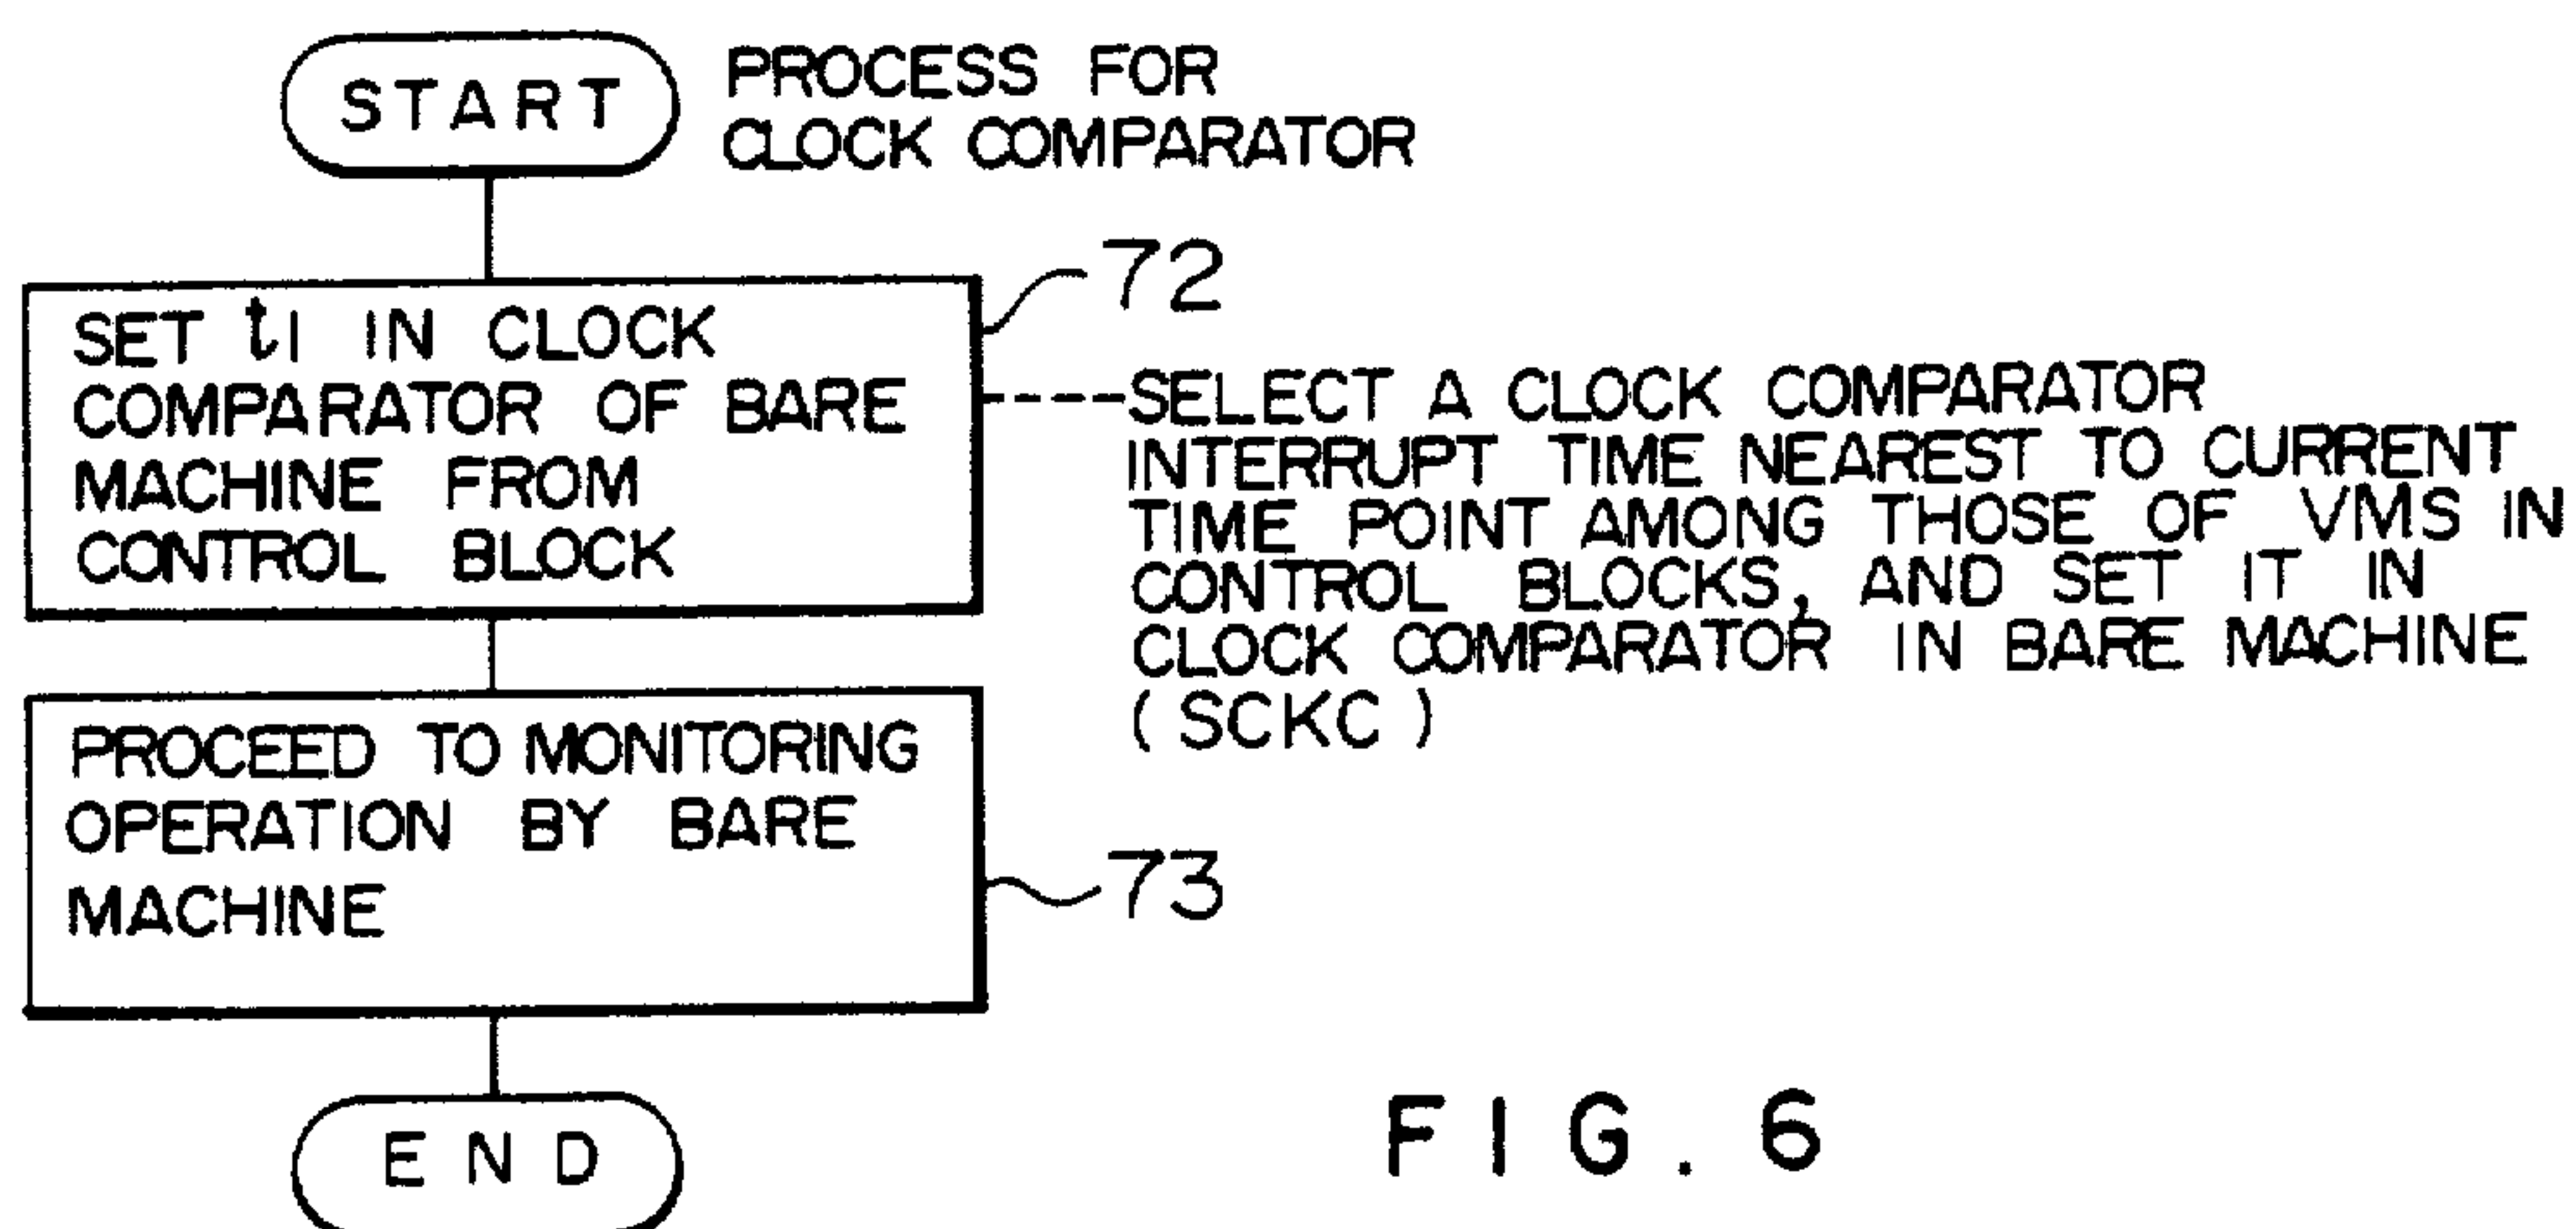 START
PROCESS FOR
CLOCK COMPARATOR
72
SET t1 IN CLOCK
COMPARATOR OF BARE
MACHINE FROM
CONTROL BLOCK
SELECT A CLOCK COMPARATOR
INTERRUPT TIME NEAREST TO CURRENT
TIME POINT AMONG THOSE OF VMS IN
CONTROL BLOCKS, AND SET IT IN
CLOCK COMPARATOR IN BARE MACHINE
(SCKC)
PROCEED TO MONITORING
OPERATION BY BARE
MACHINE
73
END
FIG. 6